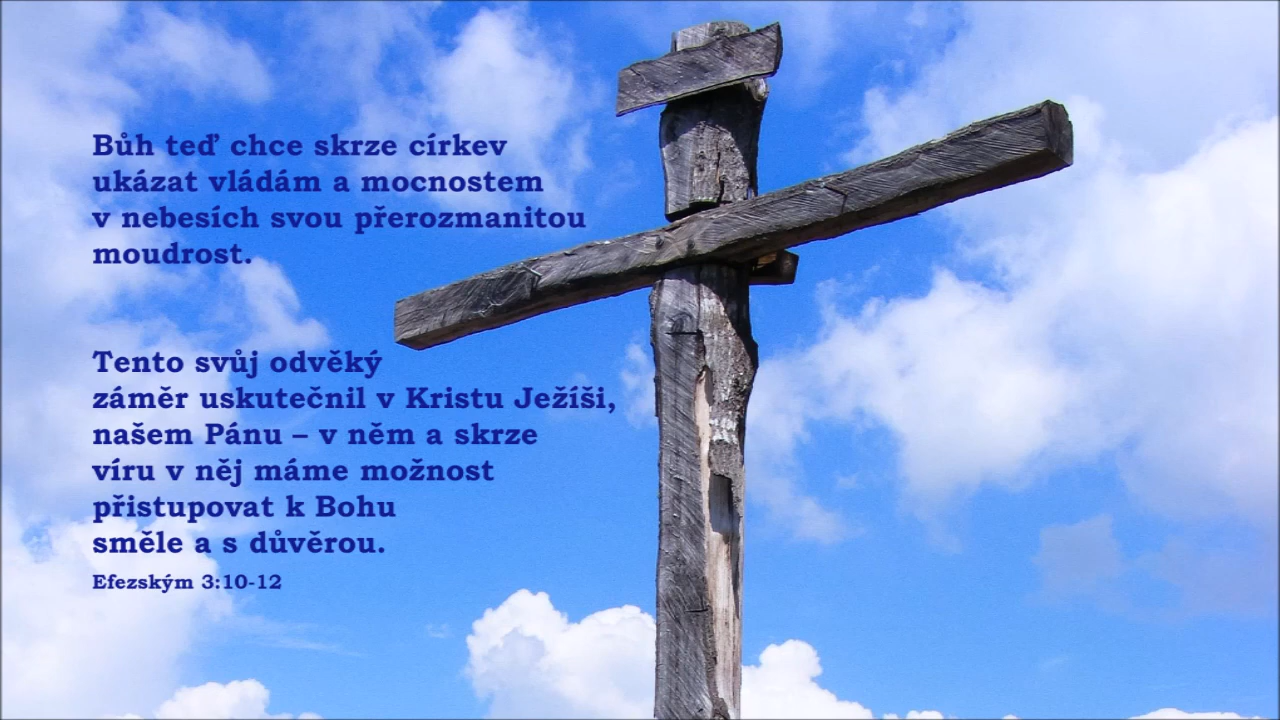 Bůh teď chce skrze církev
ukázat vládám a mocnostem
v nebesích svou přerozmanitou
moudrost.
Tento svůj odvěký
záměr uskutečnil v Kristu Ježíši,
našem Pánu – v něm a skrze
víru v něj máme možnost
přistupovat k Bohu
směle a s důvěrou.
Efezským 3:10-12